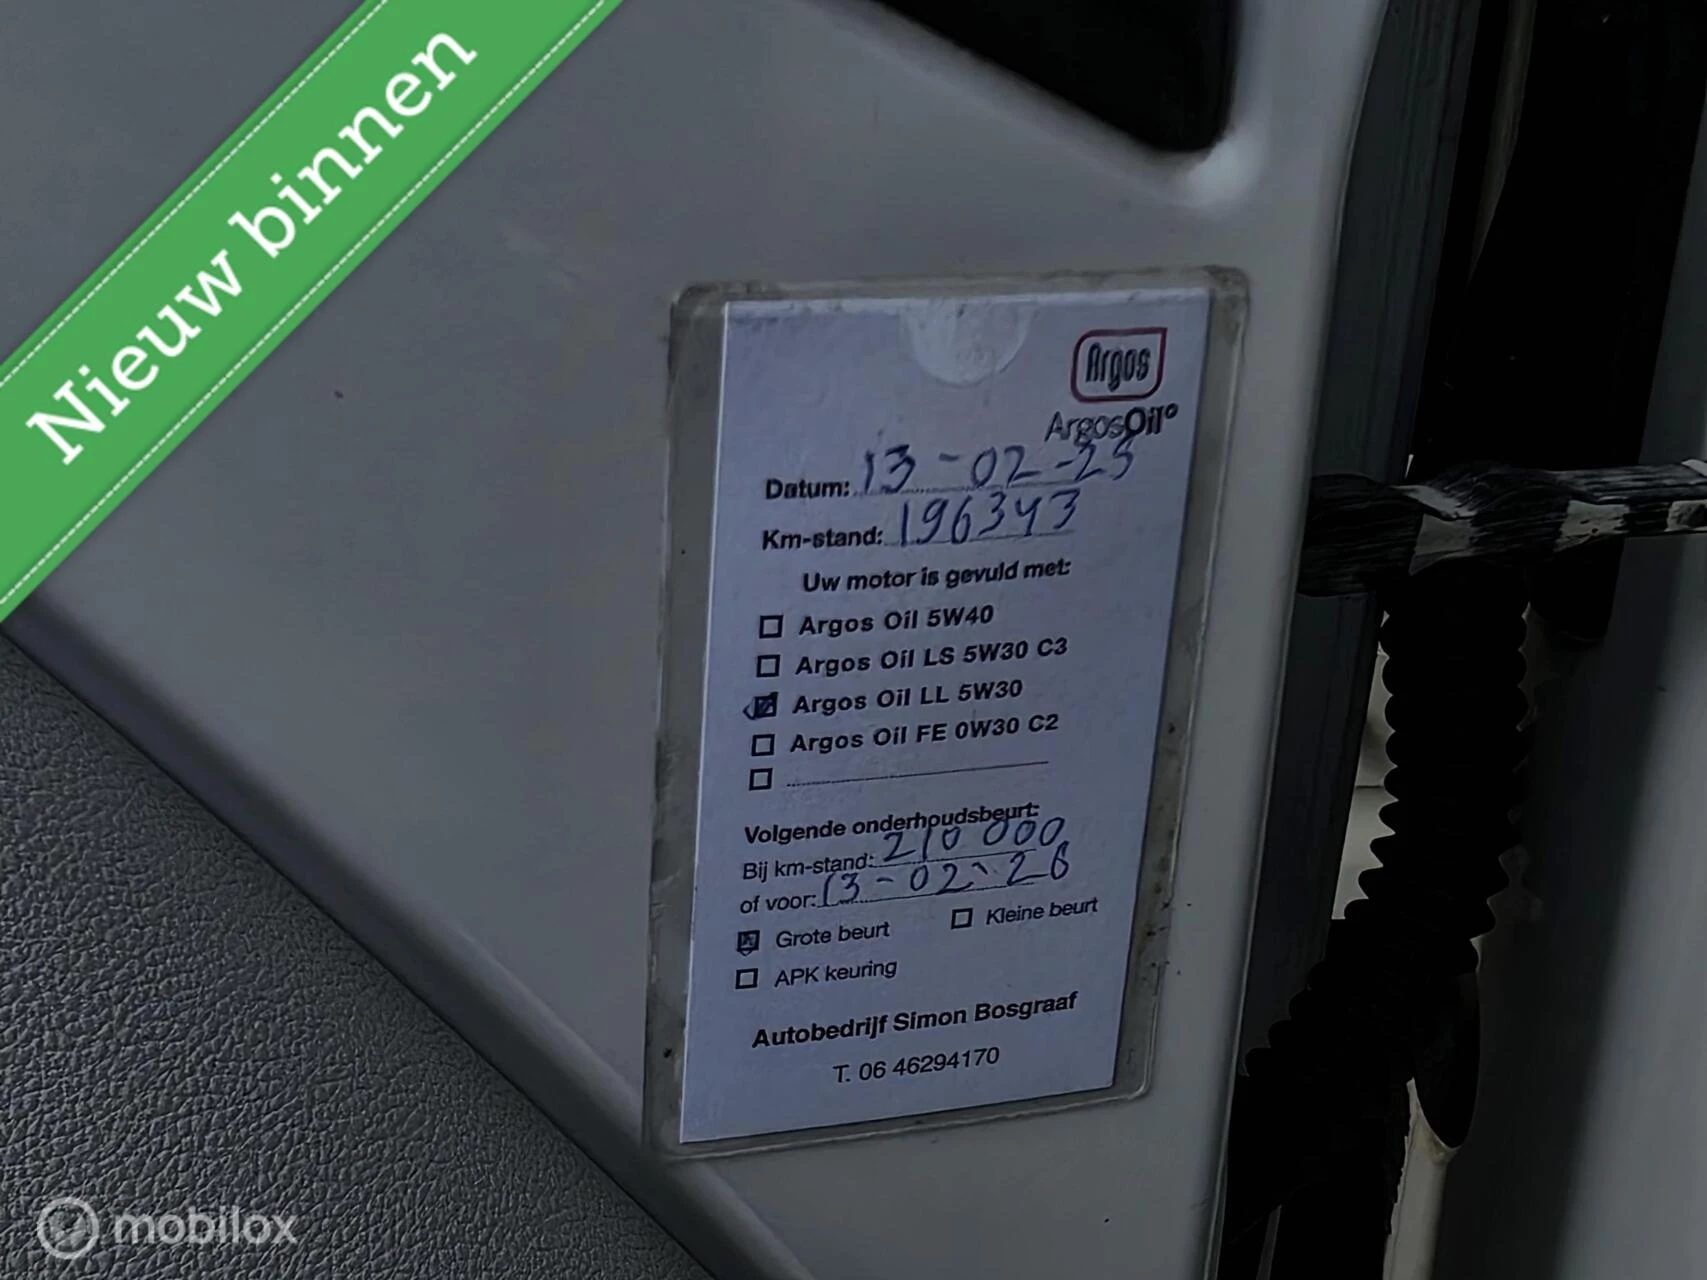 Nieuw binnen
Argos
ArgosOil
Datum: 13-02-25
Km-stand: 196343
Uw motor is gevuld met:
Argos Oil 5W40
Argos Oil LS 5W30 C3
Argos Oil LL 5W30
Argos Oil FE 0W30 C2
Volgende onderhoudsbeurt:
Bij km-stand: 210 000
of voor: 13-02-26
Grote beurt Kleine beurt
APK keuring
Autobedrijf Simon Bosgraaf
T. 06 46294170
mobilox